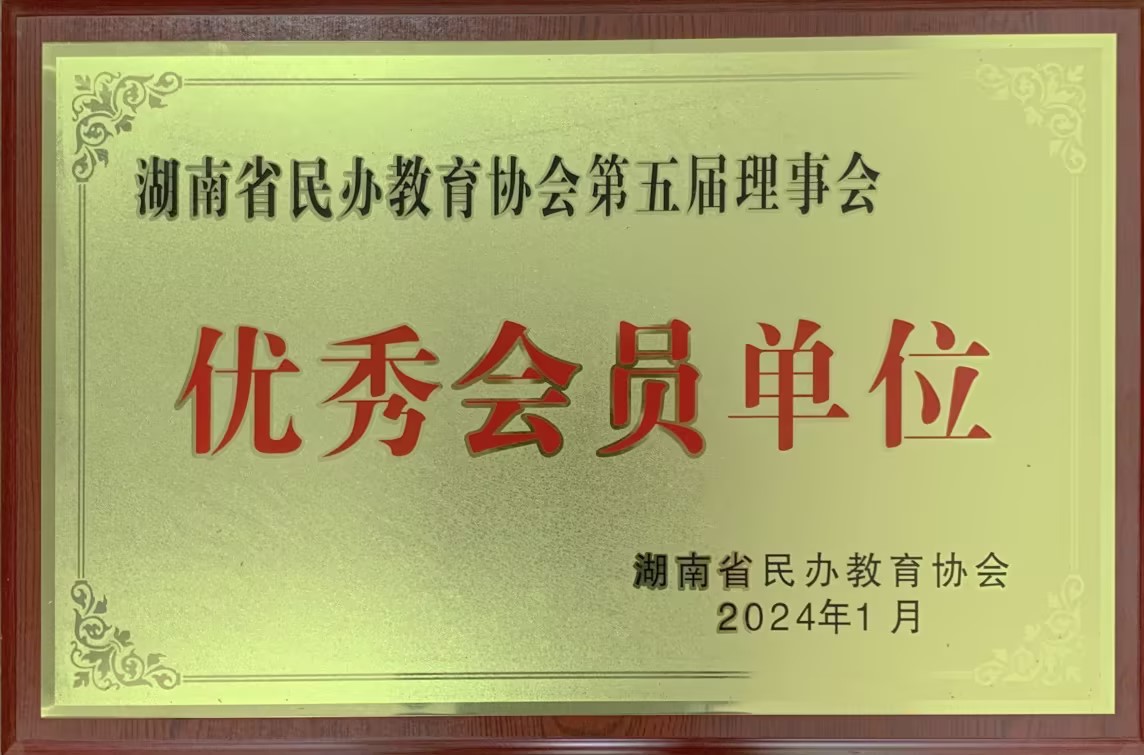 湖南省民办教育协会第五届理事会
优秀会员单位
湖南省民办教育协会
2024年1月